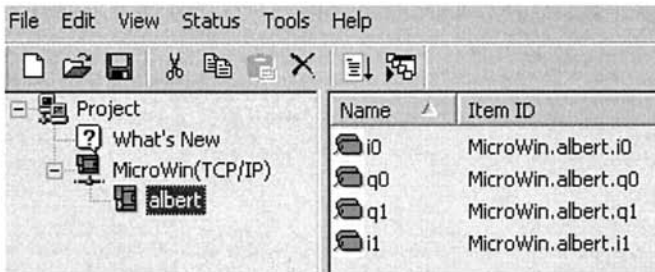 File Edit View Status Tools Help
Project
What's New
MicroWin(TCP/IP)
albert
Name Item ID
i0 MicroWin.albert.i0
q0 MicroWin.albert.q0
q1 MicroWin.albert.q1
i1 MicroWin.albert.i1